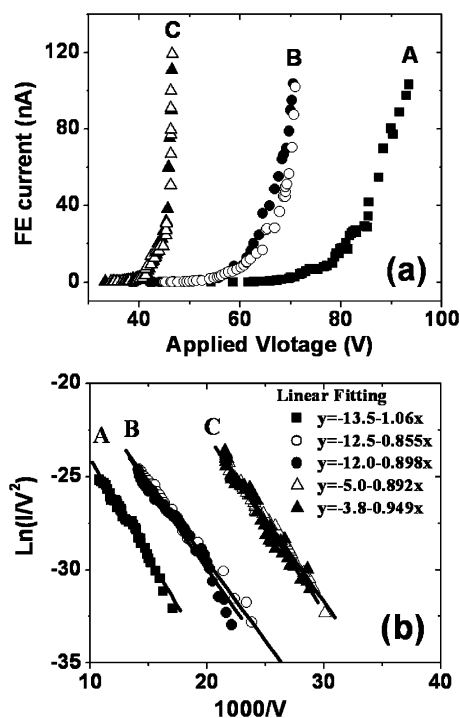 C
B
A
120
80
40
0
FE current (nA)
(a)
40
60
80
100
Applied Vlotage (V)
-20
-25
-30
-35
Ln(I/V²)
A
B
C
Linear Fitting
y=-13.5-1.06x
y=-12.5-0.855x
y=-12.0-0.898x
y=-5.0-0.892x
y=-3.8-0.949x
(b)
10
20
30
40
1000/V